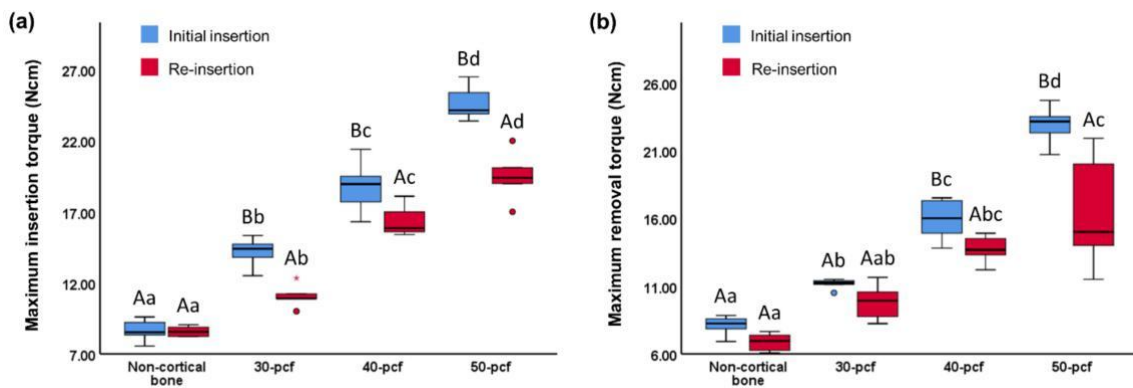 (a)
Initial insertion
Re-insertion
Maximum insertion torque (Ncm)
27.00
22.00
17.00
12.00
7.00
Aa
Aa
Bb
Ab
Bc
Ac
Bd
Ad
Non-cortical
bone
30-pcf
40-pcf
50-pcf
(b)
Initial insertion
Re-insertion
Maximum removal torque (Ncm)
26.00
21.00
16.00
11.00
6.00
Aa
Aa
Ab
Aab
Bc
Abc
Bd
Ac
Non-cortical
bone
30-pcf
40-pcf
50-pcf